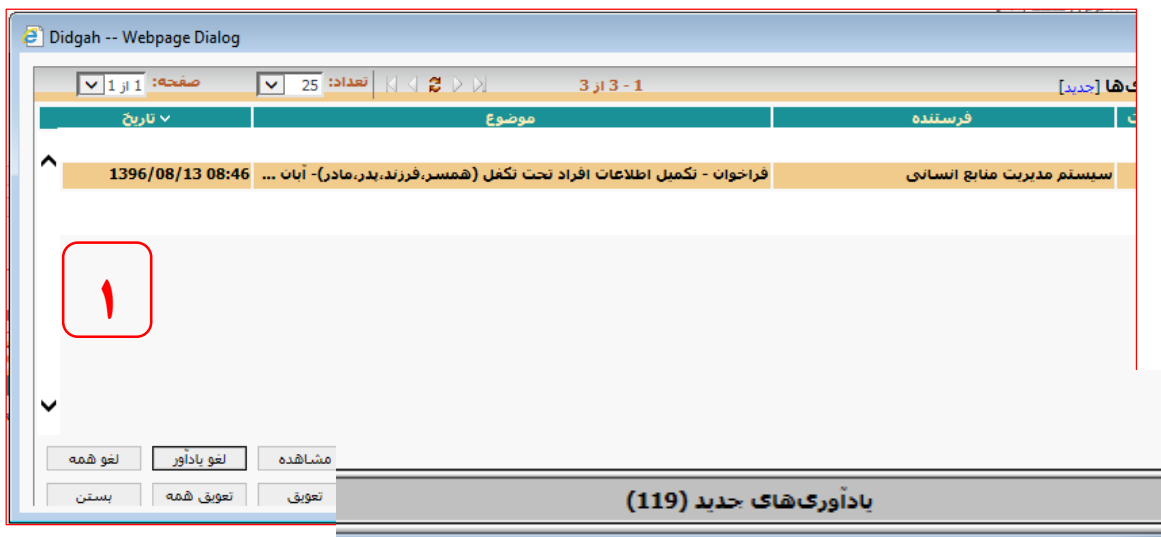 Didgah -- Webpage Dialog
[جدید] 1 - 3 از 3 تعداد: 25 صفحه: 1 از 1
فرستنده موضوع تاریخ
سیستم مدیریت منابع انسانی فراخوان - تکمیل اطلاعات افراد تحت تکفل (همسر،فرزند،پدر،مادر)- آبان ... 1396/08/13 08:46
۱
مشاهده لغو یادآور لغو همه
تعویق تعویق همه بستن
یادآوری‌های جدید (119)